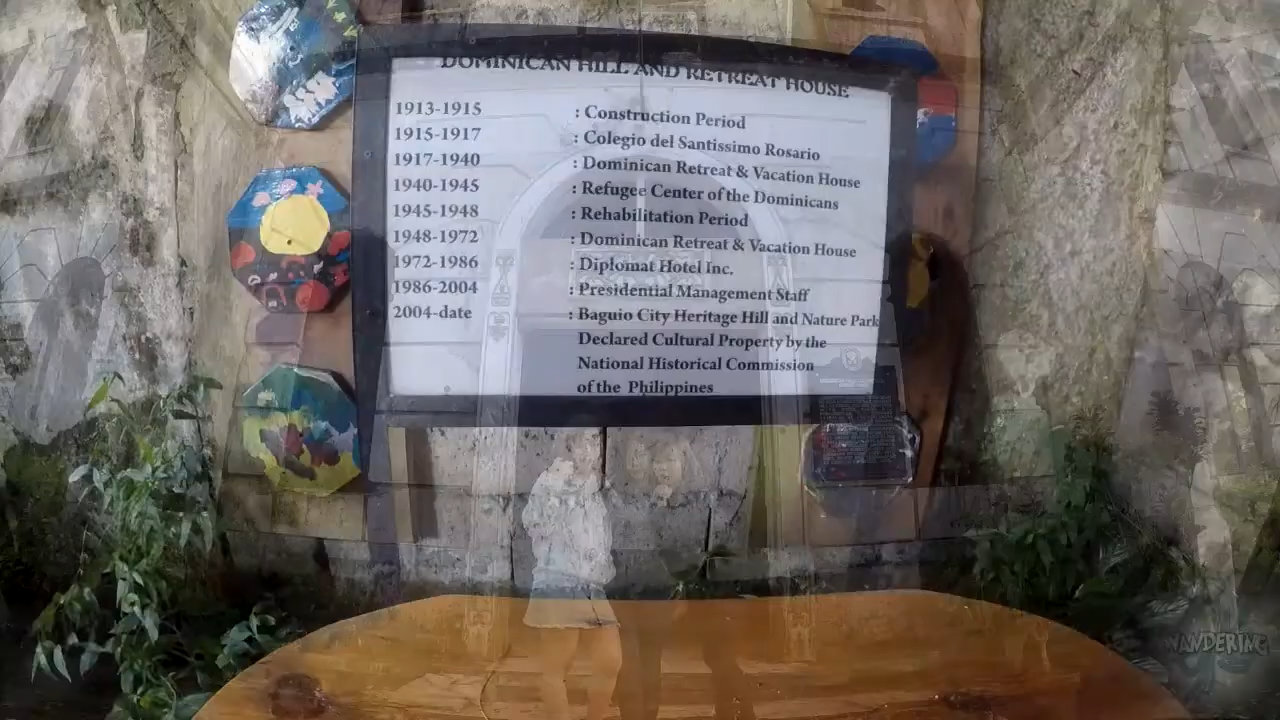 DOMINICAN HILL AND RETREAT HOUSE
1913-1915 : Construction Period
1915-1917 : Colegio del Santissimo Rosario
1917-1940 : Dominican Retreat & Vacation House
1940-1945 : Refugee Center of the Dominicans
1945-1948 : Rehabilitation Period
1948-1972 : Dominican Retreat & Vacation House
1972-1986 : Diplomat Hotel Inc.
1986-2004 : Presidential Management Staff
2004-date : Baguio City Heritage Hill and Nature Park
Declared Cultural Property by the
National Historical Commission
of the Philippines
WANDERING